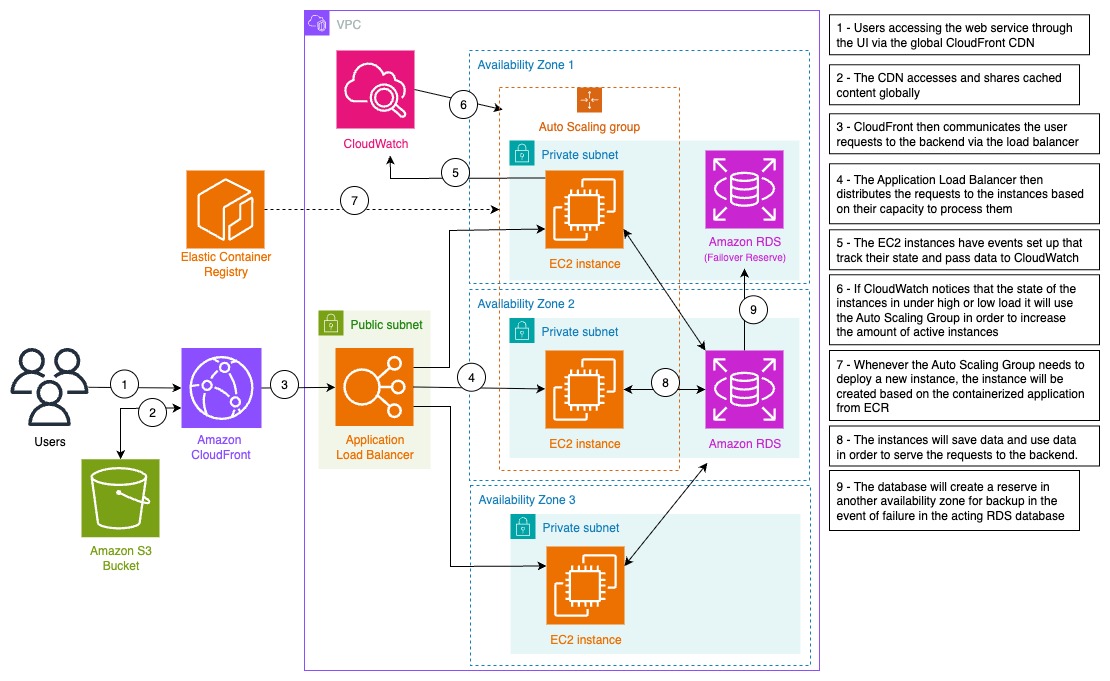 VPC
CloudWatch
Availability Zone 1
Auto Scaling group
Private subnet
EC2 instance
Amazon RDS
(Failover Reserve)
6
5
7
Elastic Container
Registry
Availability Zone 2
Private subnet
EC2 instance
Amazon RDS
9
8
4
Public subnet
Application
Load Balancer
3
Amazon
CloudFront
1
2
Users
Amazon S3
Bucket
Availability Zone 3
Private subnet
EC2 instance
1 - Users accessing the web service through
the UI via the global CloudFront CDN
2 - The CDN accesses and shares cached
content globally
3 - CloudFront then communicates the user
requests to the backend via the load balancer
4 - The Application Load Balancer then
distributes the requests to the instances based
on their capacity to process them
5 - The EC2 instances have events set up that
track their state and pass data to CloudWatch
6 - If CloudWatch notices that the state of the
instances in under high or low load it will use
the Auto Scaling Group in order to increase
the amount of active instances
7 - Whenever the Auto Scaling Group needs to
deploy a new instance, the instance will be
created based on the containerized application
from ECR
8 - The instances will save data and use data
in order to serve the requests to the backend.
9 - The database will create a reserve in
another availability zone for backup in the
event of failure in the acting RDS database